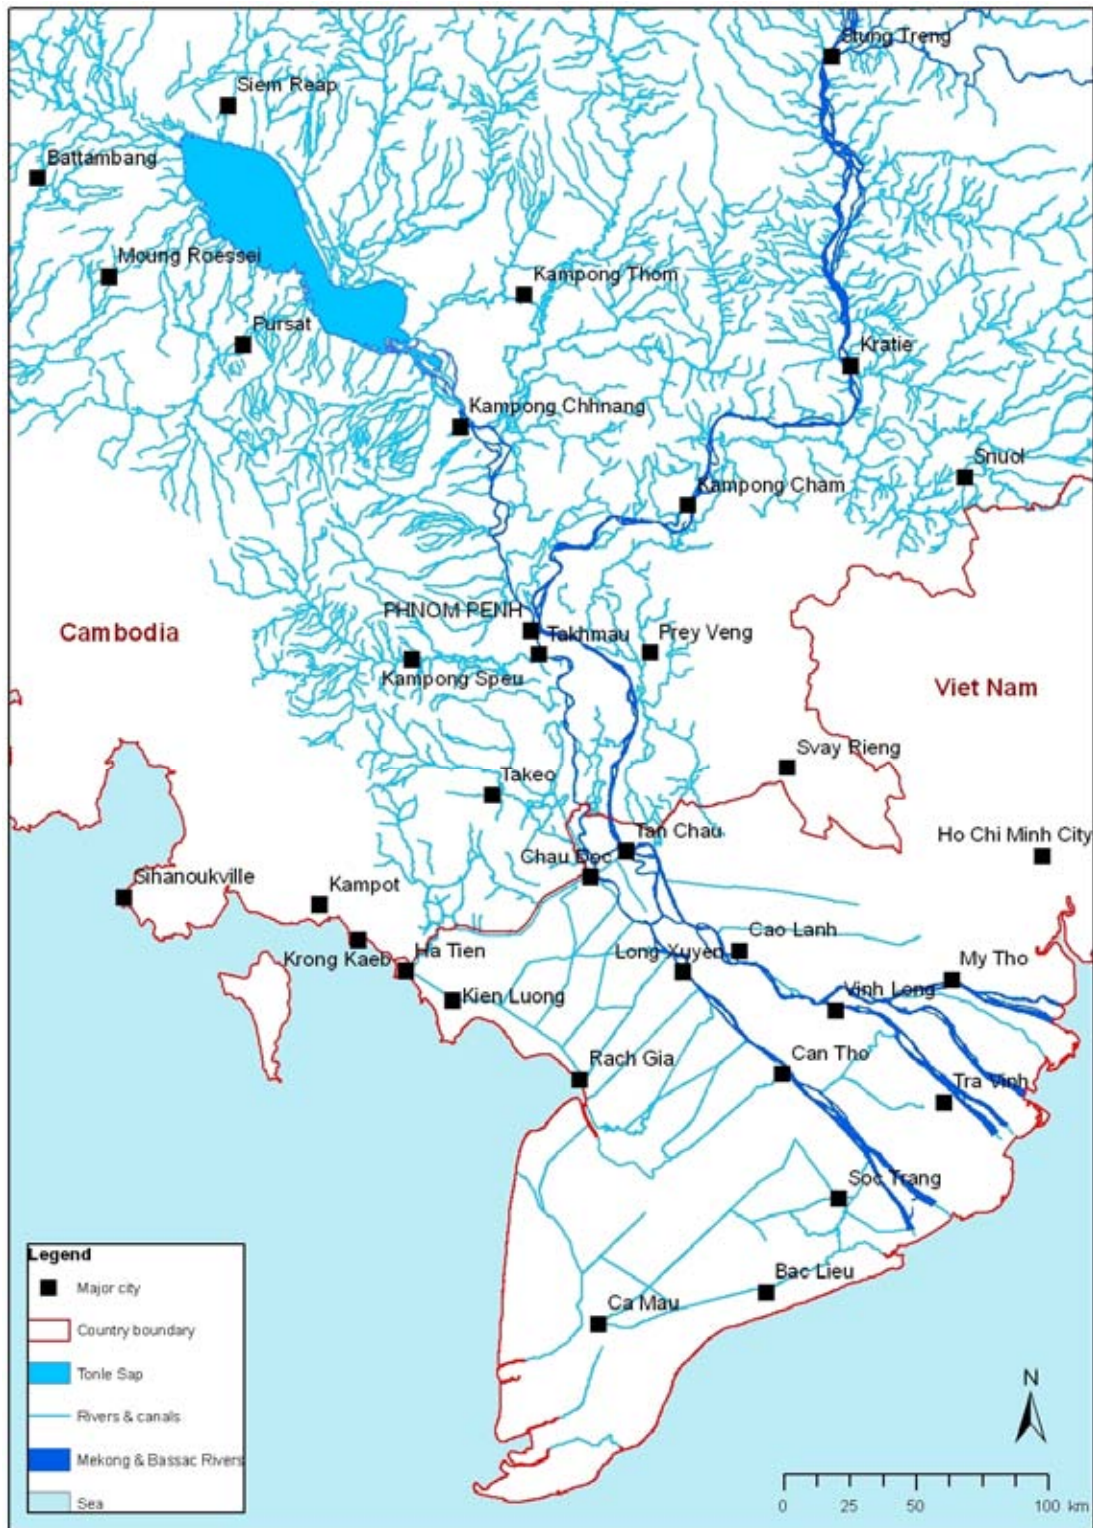 Stung Treng
Siem Reap
Battambang
Moung Roessei
Kampong Thom
Pursat
Kratie
Kampong Chhnang
Snuol
Kampong Cham
PHNOM PENH
Cambodia
Takhmau
Prey Veng
Kampong Speu
Viet Nam
Svay Rieng
Takeo
Tan Chau
Ho Chi Minh City
Chau Doc
Sihanoukville
Kampot
Krong Kaeb
Ha Tien
Long Xuyen
Cao Lanh
My Tho
Kien Luong
Vinh Long
Rach Gia
Can Tho
Tra Vinh
Soc Trang
Bac Lieu
Ca Mau
Legend
Major city
Country boundary
Tonle Sap
Rivers & canals
Mekong & Bassac Rivers
Sea
N
0 25 50 100 km